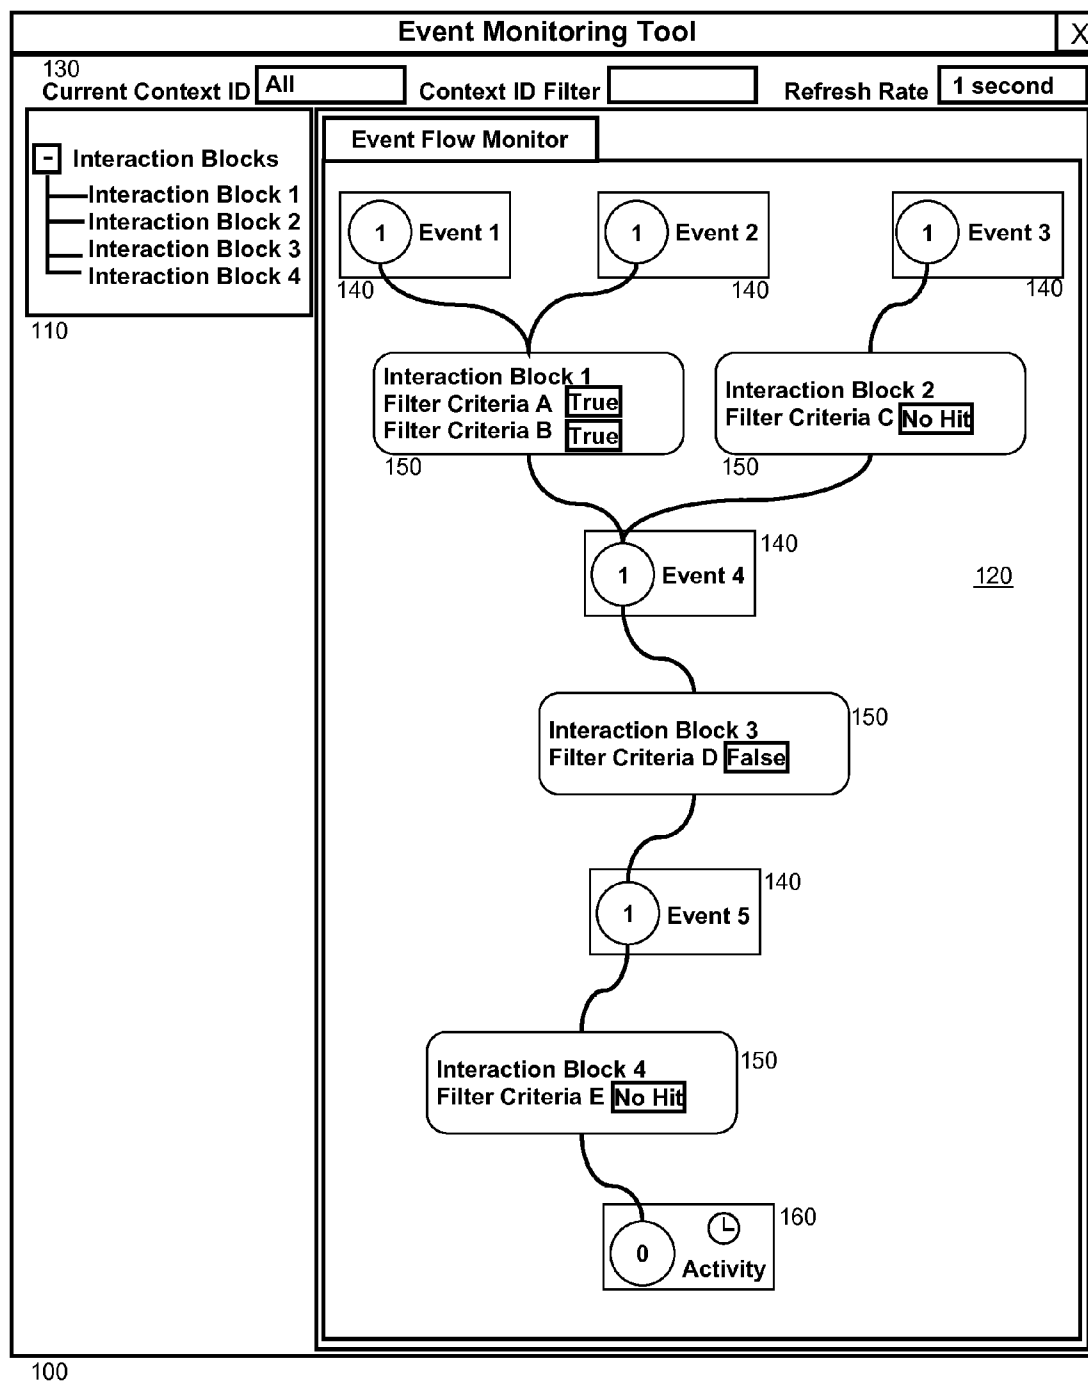 Event Monitoring Tool
X
130
Current Context ID All
Context ID Filter
Refresh Rate 1 second
- Interaction Blocks
Interaction Block 1
Interaction Block 2
Interaction Block 3
Interaction Block 4
110
Event Flow Monitor
1 Event 1
140
1 Event 2
140
1 Event 3
140
Interaction Block 1
Filter Criteria A True
Filter Criteria B True
150
Interaction Block 2
Filter Criteria C No Hit
150
1 Event 4
140
120
Interaction Block 3
Filter Criteria D False
150
1 Event 5
140
Interaction Block 4
Filter Criteria E No Hit
150
0 Activity
160
100